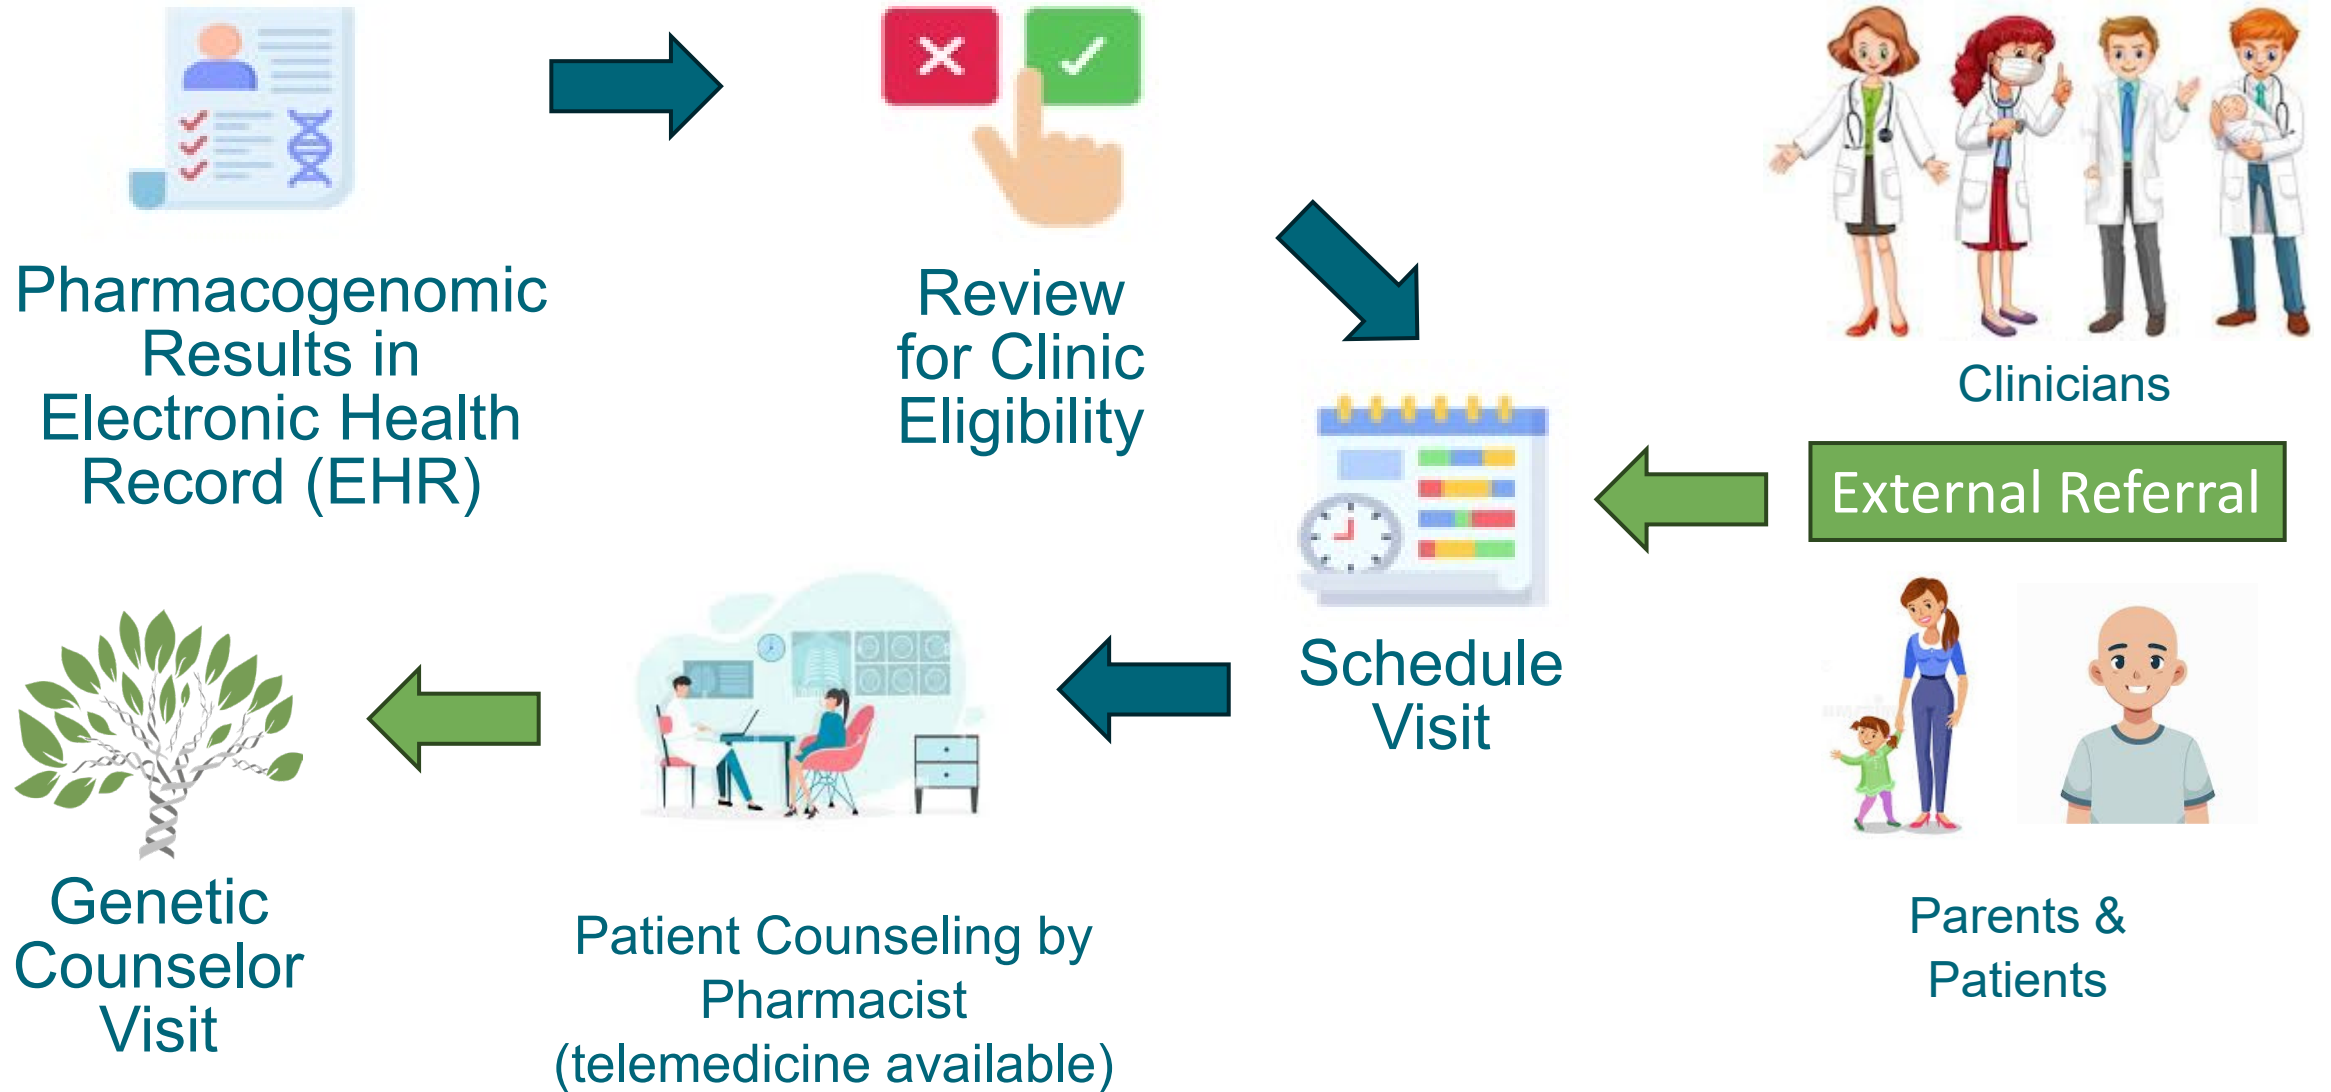 Pharmacogenomic
Results in
Electronic Health
Record (EHR)
Review
for Clinic
Eligibility
Clinicians
External Referral
Schedule
Visit
Parents &
Patients
Patient Counseling by
Pharmacist
(telemedicine available)
Genetic
Counselor
Visit